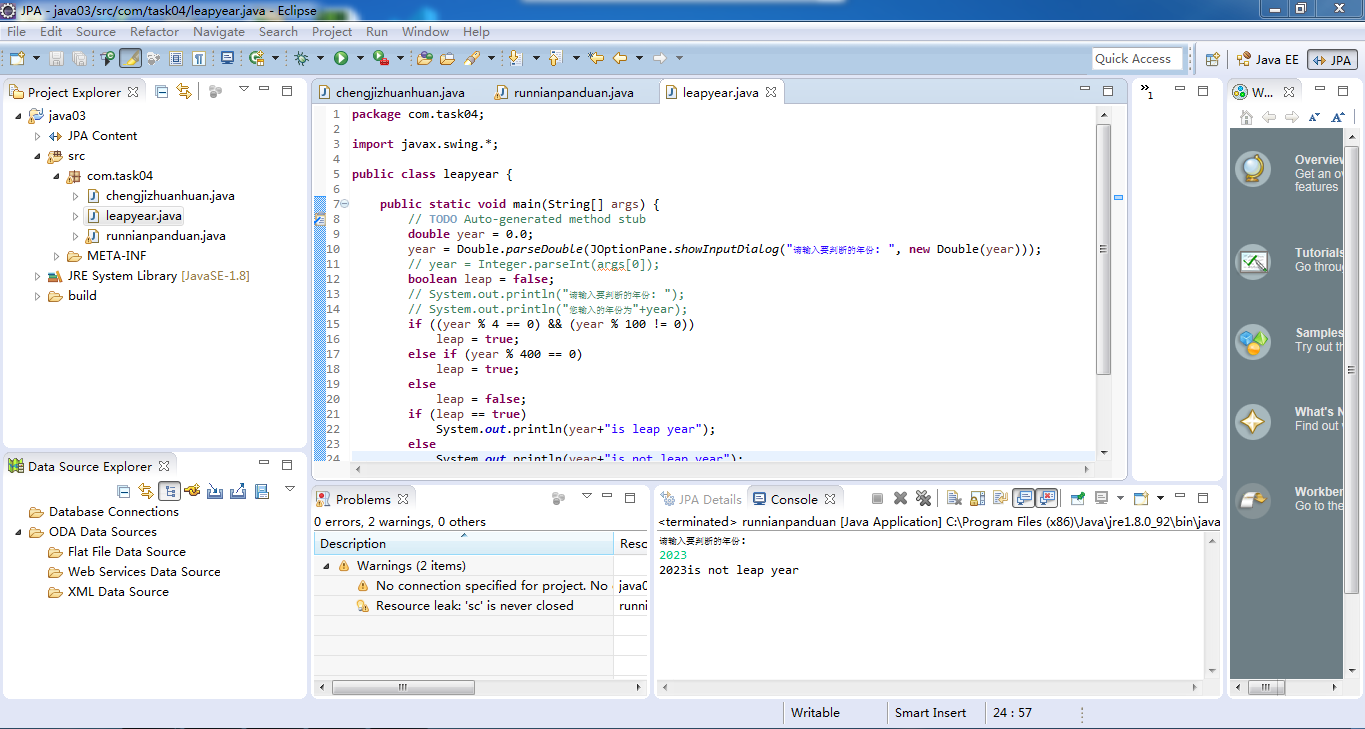 JPA - java03/src/com/task04/leapyear.java - Eclipse
File Edit Source Refactor Navigate Search Project Run Window Help
Quick Access
Java EE
JPA
Project Explorer
java03
JPA Content
src
com.task04
chengjizhuanhuan.java
leapyear.java
runnianpanduan.java
META-INF
JRE System Library [JavaSE-1.8]
build
Data Source Explorer
Database Connections
ODA Data Sources
Flat File Data Source
Web Services Data Source
XML Data Source
chengjizhuanhuan.java
runnianpanduan.java
leapyear.java
1 package com.task04;
2
3 import javax.swing.*;
4
5 public class leapyear {
6
7 public static void main(String[] args) {
8 // TODO Auto-generated method stub
9 double year = 0.0;
10 year = Double.parseDouble(JOptionPane.showInputDialog("请输入要判断的年份: ", new Double(year)));
11 // year = Integer.parseInt(args[0]);
12 boolean leap = false;
13 // System.out.println("请输入要判断的年份: ");
14 // System.out.println("您输入的年份为"+year);
15 if ((year % 4 == 0) && (year % 100 != 0))
16 leap = true;
17 else if (year % 400 == 0)
18 leap = true;
19 else
20 leap = false;
21 if (leap == true)
22 System.out.println(year+"is leap year");
23 else
24 System.out.println(year+"is not leap year");
»1
W...
Overview
Get an ov
features
Tutorials
Go throu
Samples
Try out th
What's N
Find out
Workben
Go to the
Problems
0 errors, 2 warnings, 0 others
Description Resc
Warnings (2 items)
No connection specified for project. No java0
Resource leak: 'sc' is never closed runni
JPA Details
Console
<terminated> runnianpanduan [Java Application] C:\Program Files (x86)\Java\jre1.8.0_92\bin\java
请输入要判断的年份:
2023
2023is not leap year
Writable
Smart Insert
24 : 57